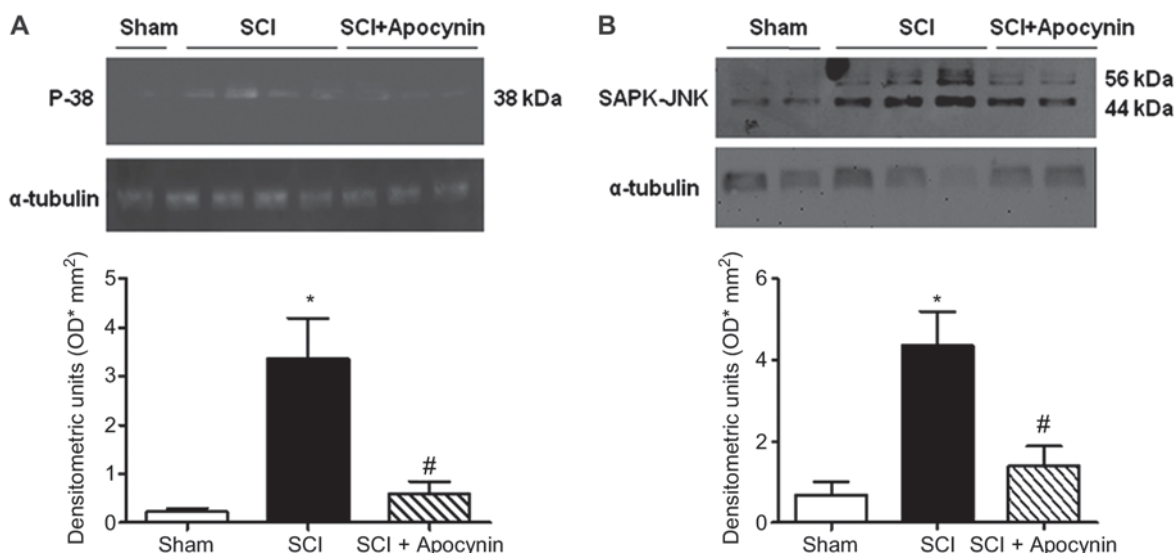 A
Sham SCI SCI+Apocynin
P-38
38 kDa
α-tubulin
Densitometric units (OD* mm²)
5
4
3
2
1
0
*
#
Sham SCI SCI + Apocynin
B
Sham SCI SCI+Apocynin
SAPK-JNK
56 kDa
44 kDa
α-tubulin
Densitometric units (OD* mm²)
6
4
2
0
*
#
Sham SCI SCI + Apocynin